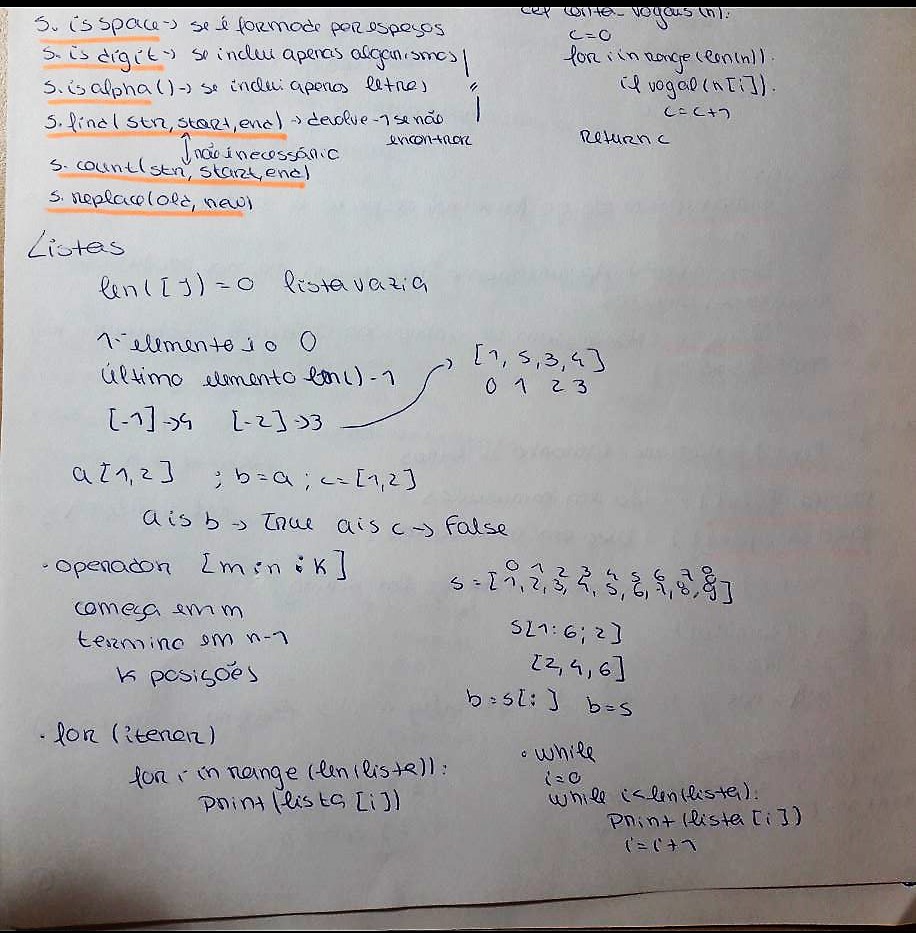 s. isspace → se é formado por espaços
s. isdigit → se inclui apenas algarismos
s. isalpha () → se inclui apenas letras
s. find( str, start, end) → devolve -1 se não
encontrar
não é necessário
s. count( str, start, end)
s. replace(old, new)
def conta_vogais(n):
c=0
for i in range(len(n)):
if vogal(n[i]):
c=c+1
return c
Listas
len([])=0 lista vazia
1º elemento é o 0
último elemento len()-1
[-1]→4 [-2]→3
[1, 5, 3, 4]
0 1 2 3
a[1,2] ; b=a ; c=[1,2]
a is b → True a is c → False
• operador [m:n:k]
começa em m
termina em n-1
k posições
0 1 2 3 4 5 6 7 8
s=[1, 2, 3, 4, 5, 6, 7, 8, 9]
s[1:6;2]
[2,4,6]
b=s[:] b=s
• for (iterar)
for i in range (len(lista)):
print(lista [i])
• while
i=0
while i<len(lista):
print(lista[i])
i=i+1